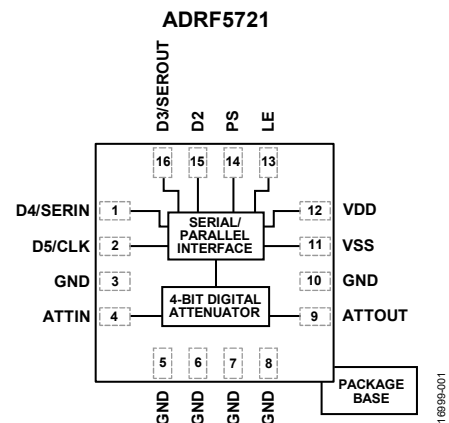 ADRF5721
D3/SEROUT
D2
PS
LE
16
15
14
13
D4/SERIN
1
SERIAL/
PARALLEL
INTERFACE
12
VDD
D5/CLK
2
11
VSS
GND
3
10
GND
ATTIN
4
4-BIT DIGITAL
ATTENUATOR
9
ATTOUT
5
6
7
8
GND
GND
GND
GND
PACKAGE
BASE
16999-001